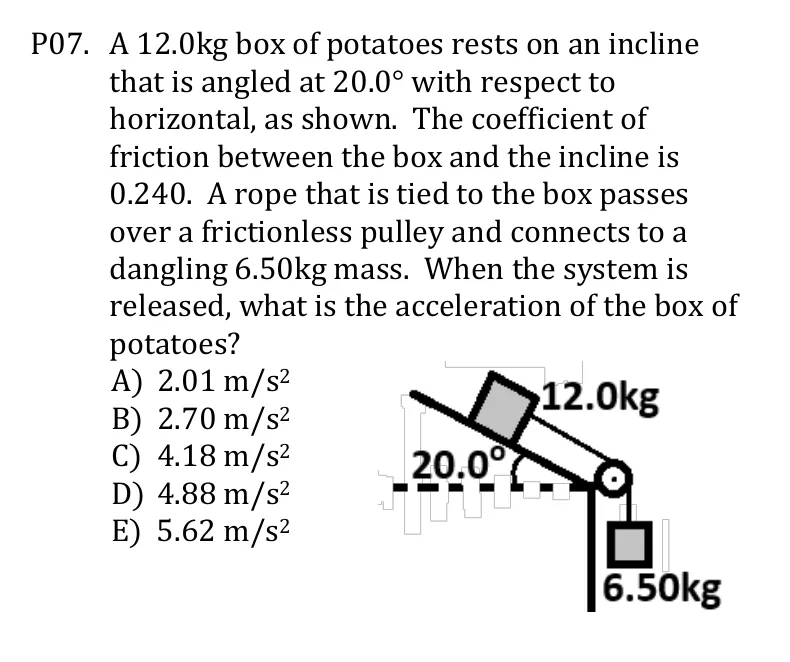 P07. A 12.0kg box of potatoes rests on an incline
that is angled at 20.0° with respect to
horizontal, as shown. The coefficient of
friction between the box and the incline is
0.240. A rope that is tied to the box passes
over a frictionless pulley and connects to a
dangling 6.50kg mass. When the system is
released, what is the acceleration of the box of
potatoes?
A) 2.01 m/s²
B) 2.70 m/s²
C) 4.18 m/s²
D) 4.88 m/s²
E) 5.62 m/s²
12.0kg
20.0°
6.50kg